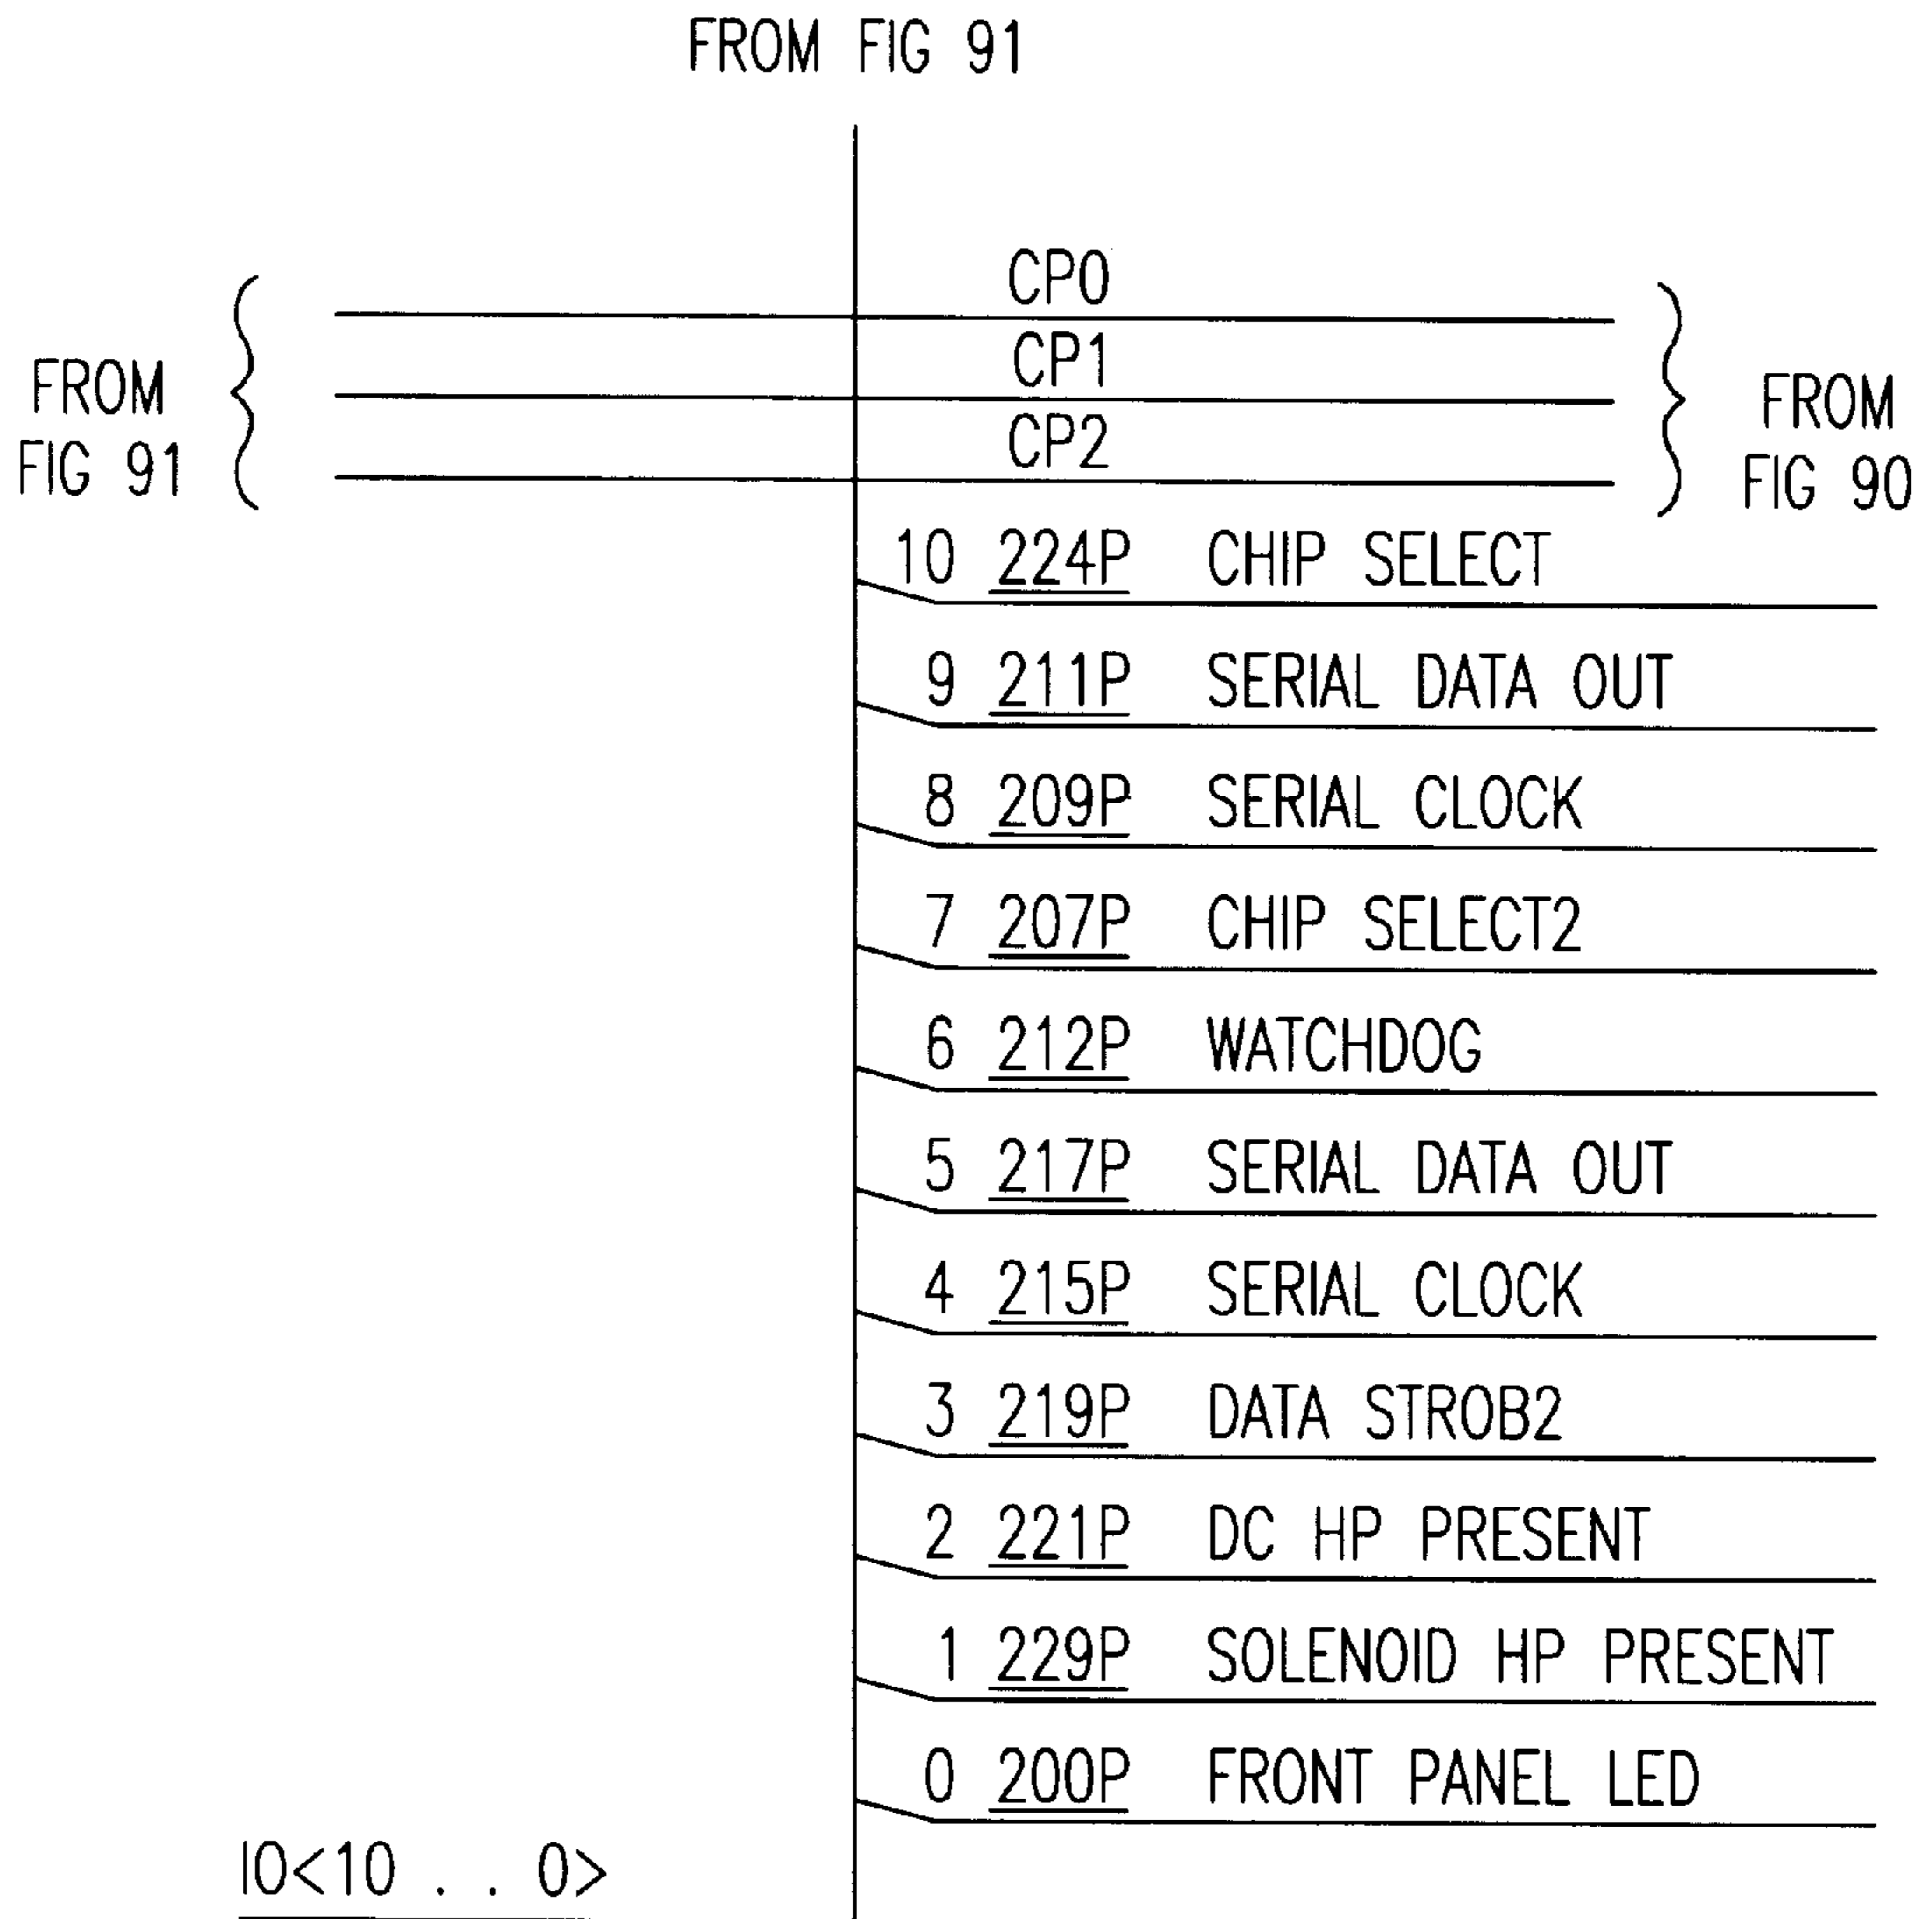 FROM FIG 91
CP0
CP1
CP2
FROM
FIG 91
FROM
FIG 90
10 224P CHIP SELECT
9 211P SERIAL DATA OUT
8 209P SERIAL CLOCK
7 207P CHIP SELECT2
6 212P WATCHDOG
5 217P SERIAL DATA OUT
4 215P SERIAL CLOCK
3 219P DATA STROB2
2 221P DC HP PRESENT
1 229P SOLENOID HP PRESENT
0 200P FRONT PANEL LED
IO<10 . . 0>